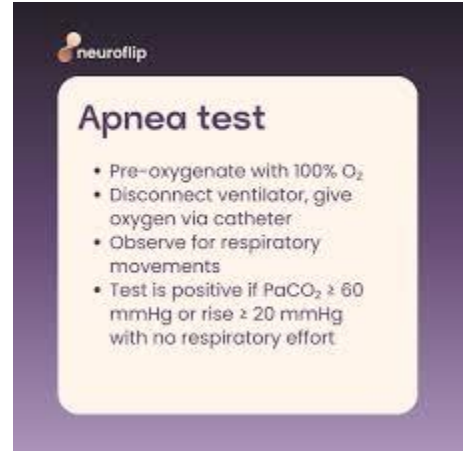 neuroflip
Apnea test
• Pre-oxygenate with 100% O₂
• Disconnect ventilator, give
oxygen via catheter
• Observe for respiratory
movements
• Test is positive if PaCO₂ ≥ 60
mmHg or rise ≥ 20 mmHg
with no respiratory effort